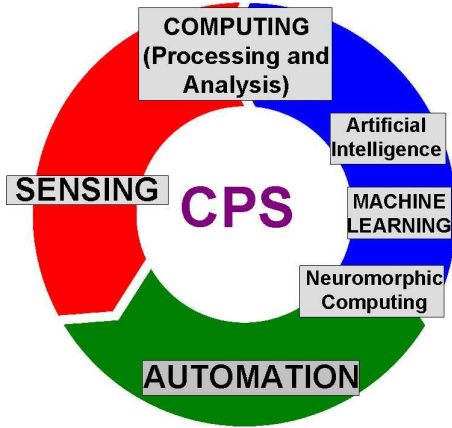 COMPUTING
(Processing and
Analysis)
Artificial
Intelligence
SENSING
CPS
MACHINE
LEARNING
Neuromorphic
Computing
AUTOMATION